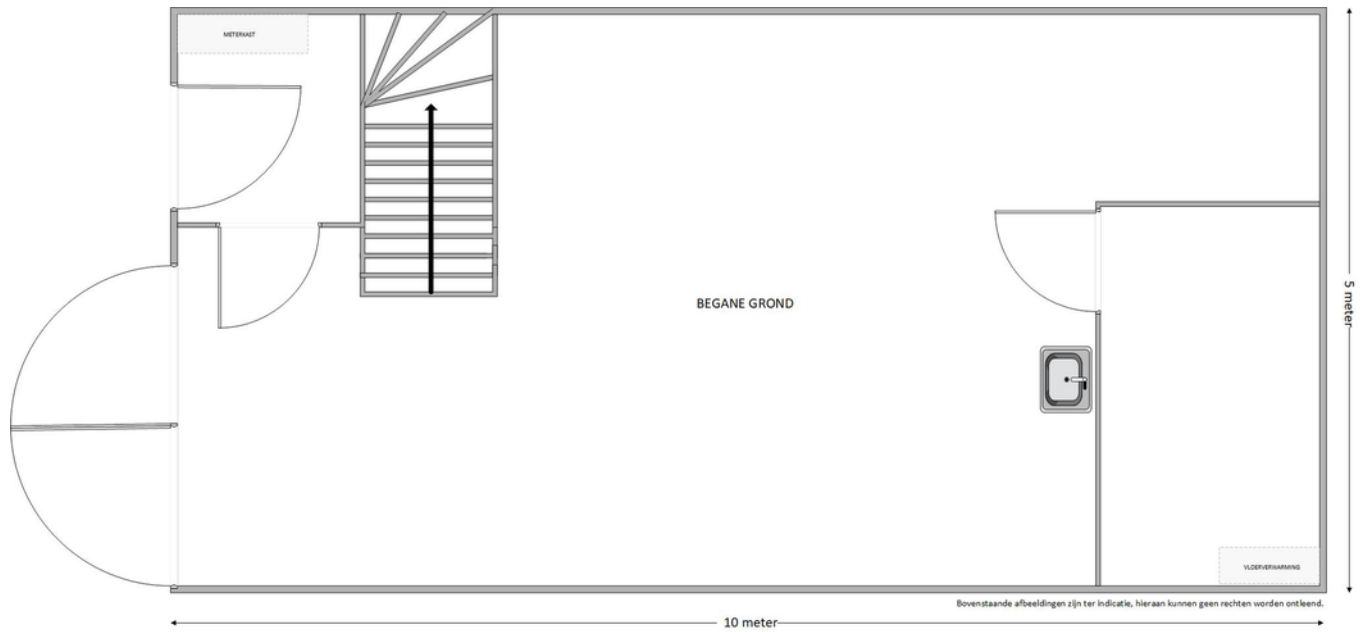 METERKAST
BEGANE GROND
5 meter
VLOERVERWARMING
Bovenstaande afbeeldingen zijn ter indicatie, hieraan kunnen geen rechten worden ontleend.
10 meter